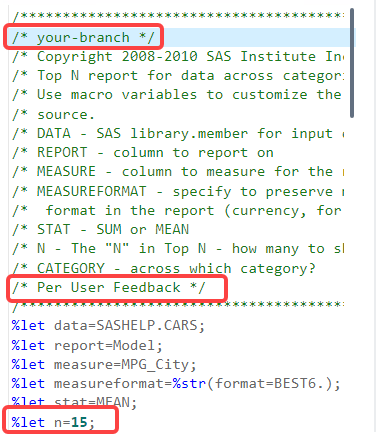 /****************************************
/* your-branch */
/* Copyright 2008-2010 SAS Institute Inc
/* Top N report for data across categori
/* Use macro variables to customize the
/* source.
/* DATA - SAS library.member for input
/* REPORT - column to report on
/* MEASURE - column to measure for the
/* MEASUREFORMAT - specify to preserve
/*  format in the report (currency, for
/* STAT - SUM or MEAN
/* N - The "N" in Top N - how many to
/* CATEGORY - across which category?
/* Per User Feedback */
/****************************************
%let data=SASHELP.CARS;
%let report=Model;
%let measure=MPG_City;
%let measureformat=%str(format=BEST6.);
%let stat=MEAN;
%let n=15;